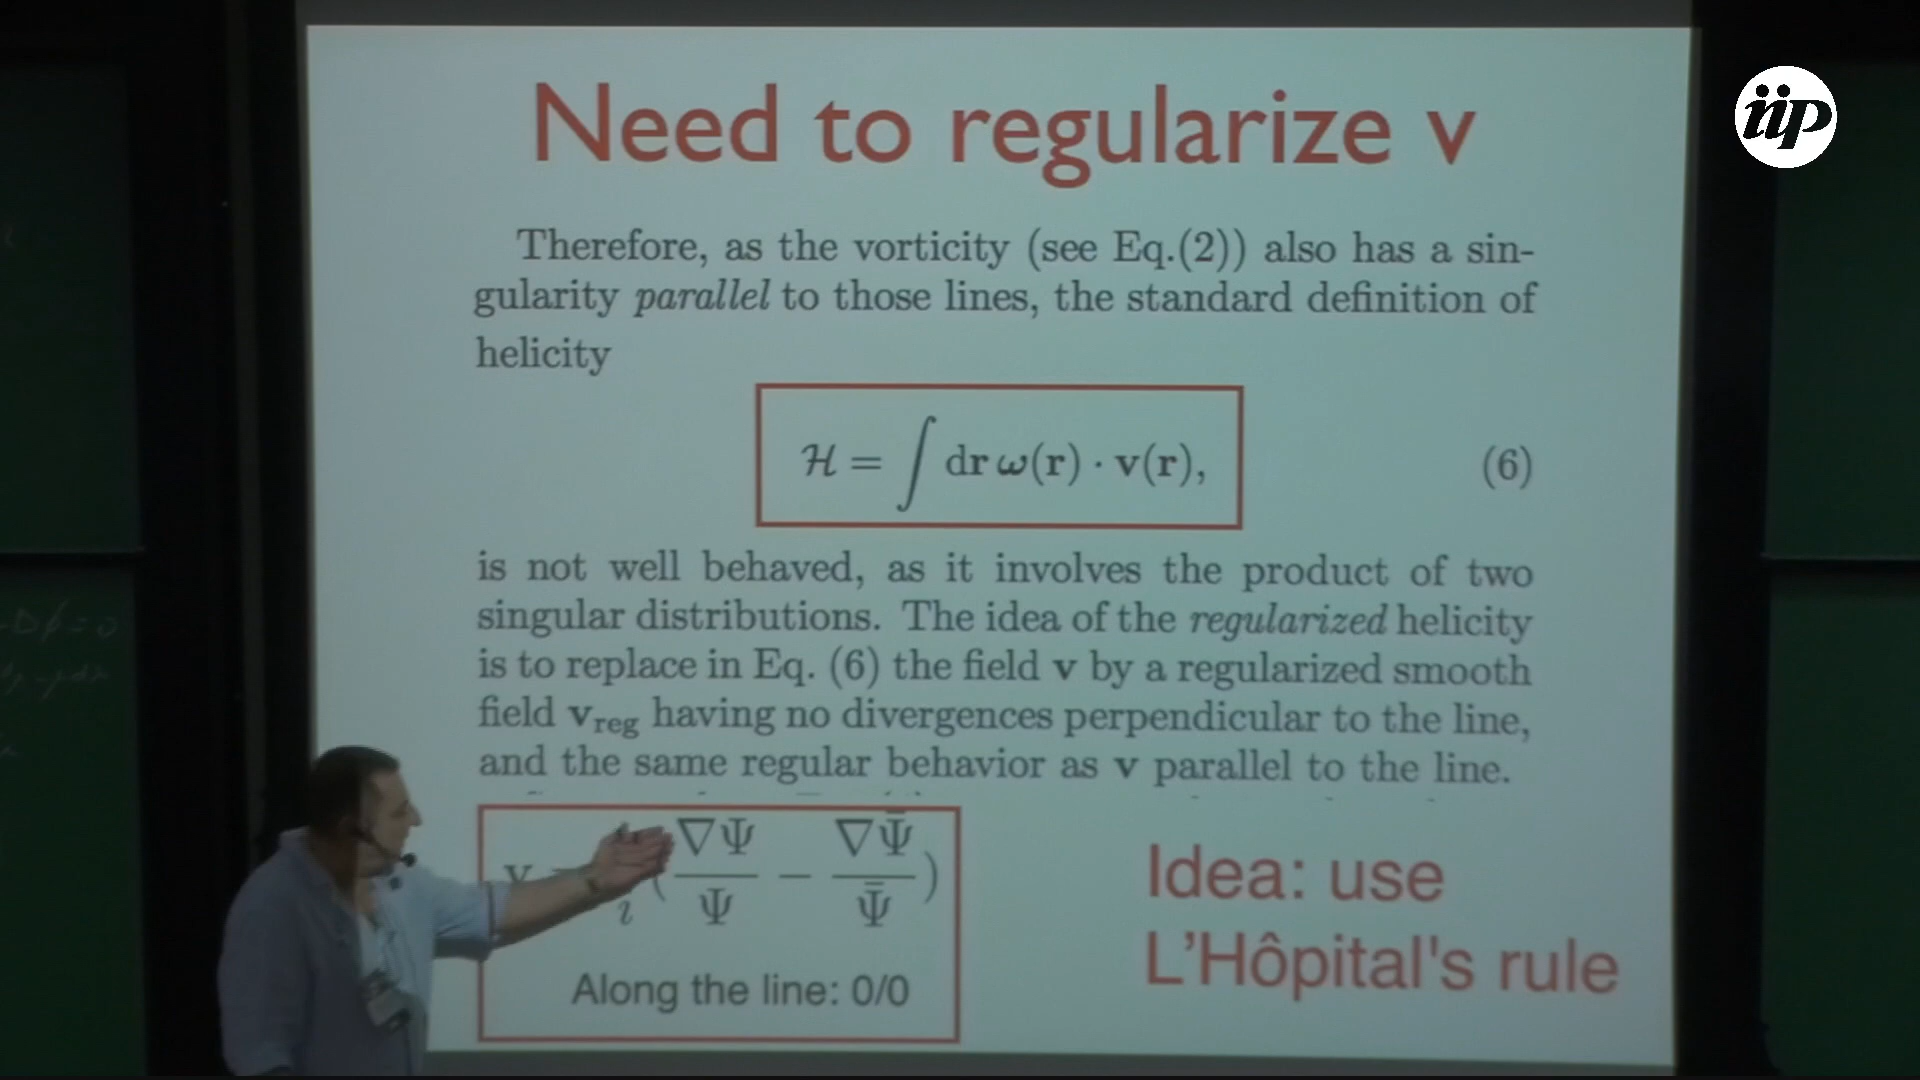 iip
Need to regularize v
Therefore, as the vorticity (see Eq.(2)) also has a sin-
gularity parallel to those lines, the standard definition of
helicity
ℋ = ∫ dr ω(r) · v(r), (6)
is not well behaved, as it involves the product of two
singular distributions. The idea of the regularized helicity
is to replace in Eq. (6) the field v by a regularized smooth
field v_reg having no divergences perpendicular to the line,
and the same regular behavior as v parallel to the line.
(∇Ψ/Ψ − ∇Ψ̄/Ψ̄)
Along the line: 0/0
Idea: use
L'Hôpital's rule